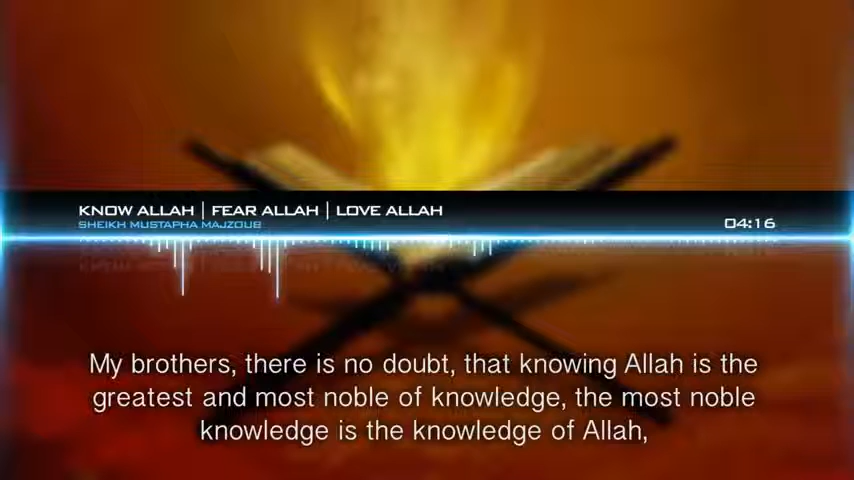 KNOW ALLAH | FEAR ALLAH | LOVE ALLAH
SHEIKH MUSTAPHA MAJZOUB
04:16
My brothers, there is no doubt, that knowing Allah is the
greatest and most noble of knowledge, the most noble
knowledge is the knowledge of Allah,